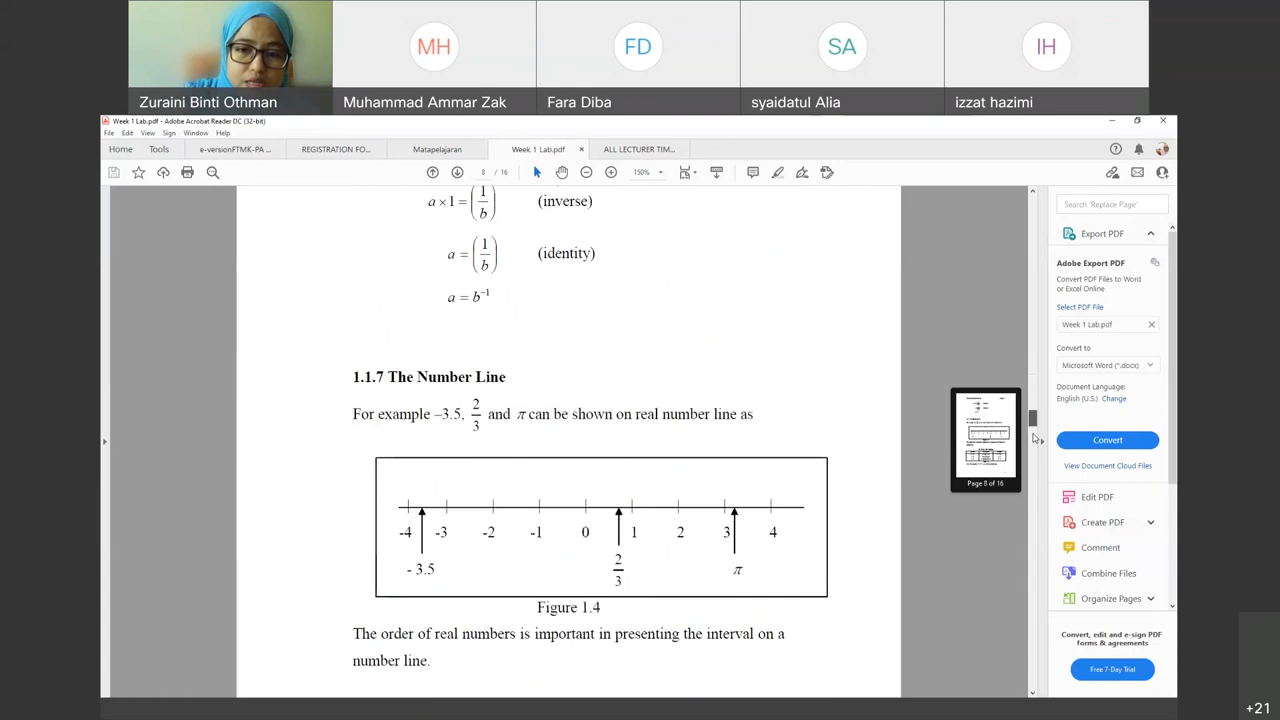 MH
FD
SA
IH
Zuraini Binti Othman
Muhammad Ammar Zak
Fara Diba
syaidatul Alia
izzat hazimi
Week 1 Lab.pdf - Adobe Acrobat Reader DC (32-bit)
File Edit View Sign Window Help
Home Tools e-versionFTMK-PA ... REGISTRATION FO... Matapelajaran Week 1 Lab.pdf × ALL LECTURER TIM...
8 / 16 150%
a × 1 = (1/b) (inverse)
a = (1/b) (identity)
a = b⁻¹
1.1.7 The Number Line
For example –3.5, 2/3 and π can be shown on real number line as
-4 -3 -2 -1 0 1 2 3 4
- 3.5 2/3 π
Figure 1.4
The order of real numbers is important in presenting the interval on a
number line.
Page 8 of 16
Search 'Replace Page'
Export PDF
Adobe Export PDF
Convert PDF Files to Word
or Excel Online
Select PDF File
Week 1 Lab.pdf
Convert to
Microsoft Word (*.docx)
Document Language:
English (U.S.) Change
Convert
View Document Cloud Files
Edit PDF
Create PDF
Comment
Combine Files
Organize Pages
Convert, edit and e-sign PDF
forms & agreements
Free 7-Day Trial
+21